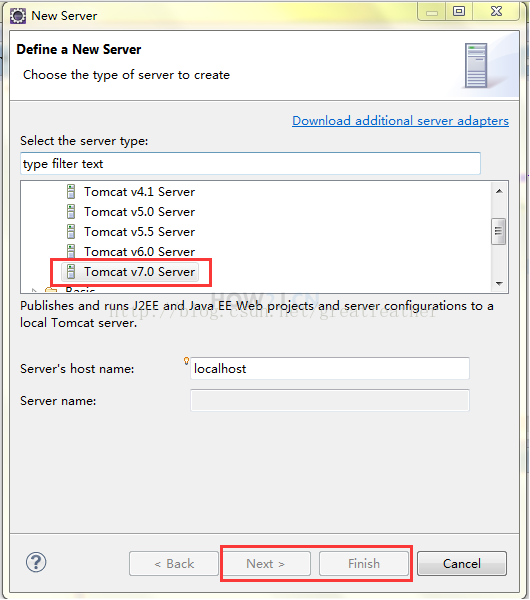 New Server
Define a New Server
Choose the type of server to create
Download additional server adapters
Select the server type:
type filter text
Tomcat v4.1 Server
Tomcat v5.0 Server
Tomcat v5.5 Server
Tomcat v6.0 Server
Tomcat v7.0 Server
Basic
Publishes and runs J2EE and Java EE Web projects and server configurations to a
http://blog.csdn.net/greatfeather
local Tomcat server.
Server's host name: localhost
Server name:
? < Back Next > Finish Cancel